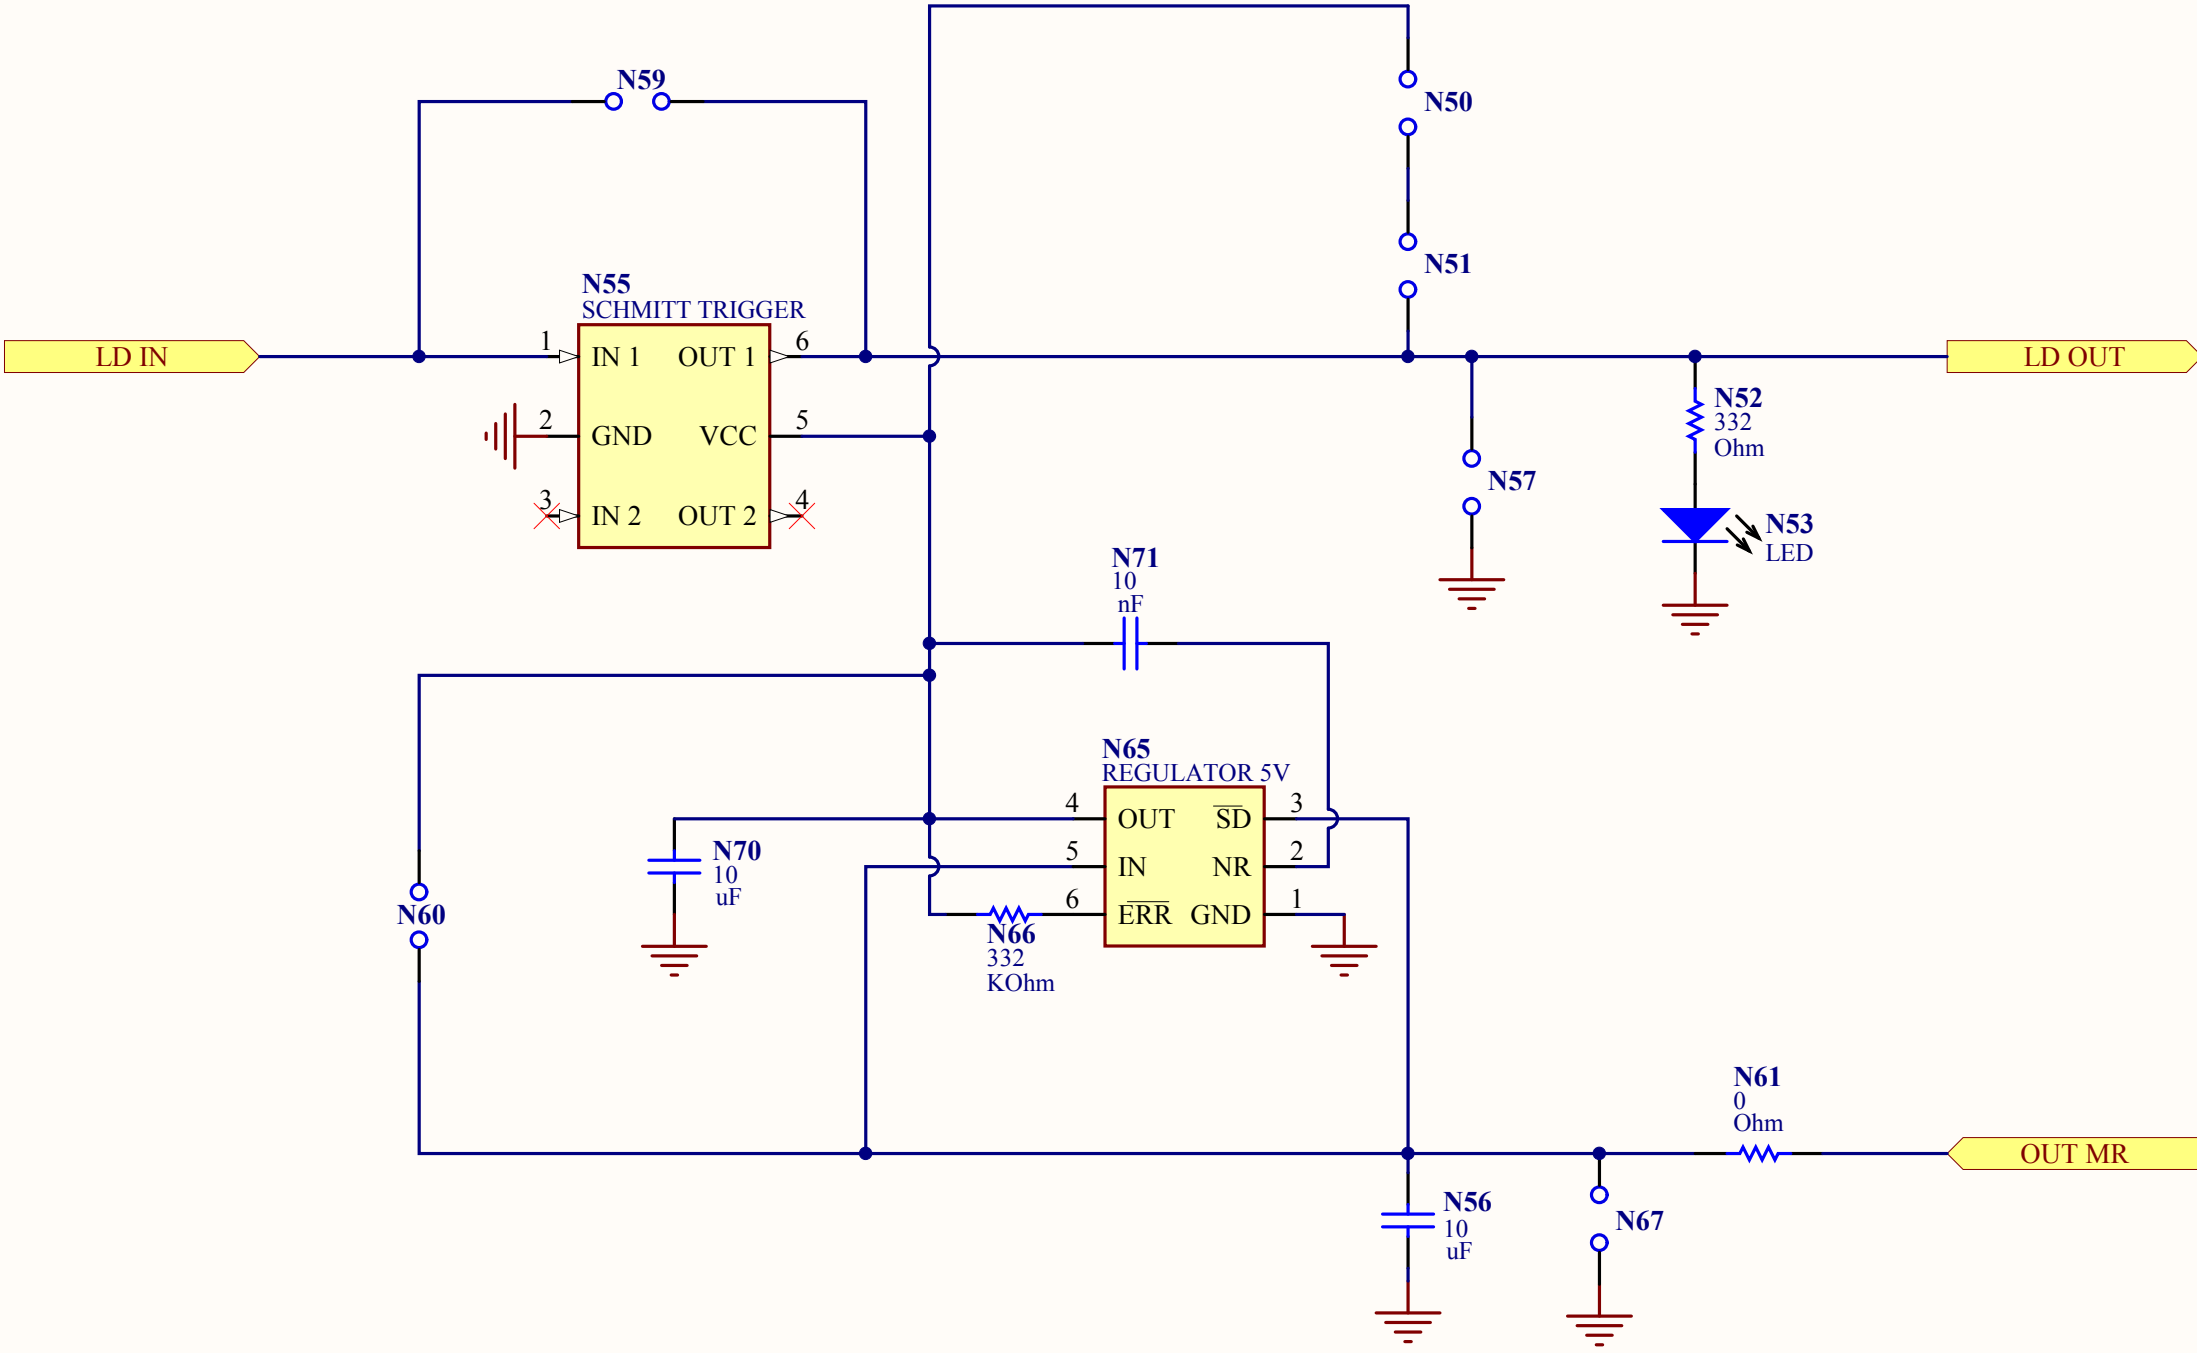 N59
N50
N51
N55
SCHMITT TRIGGER
LD IN
1
IN 1
OUT 1
6
LD OUT
2
GND
VCC
5
3
IN 2
OUT 2
4
N52
332
Ohm
N57
N53
LED
N71
10
nF
N65
REGULATOR 5V
4
OUT
SD
3
5
IN
NR
2
6
ERR
GND
1
N70
10
uF
N60
N66
332
KOhm
N61
0
Ohm
OUT MR
N56
10
uF
N67